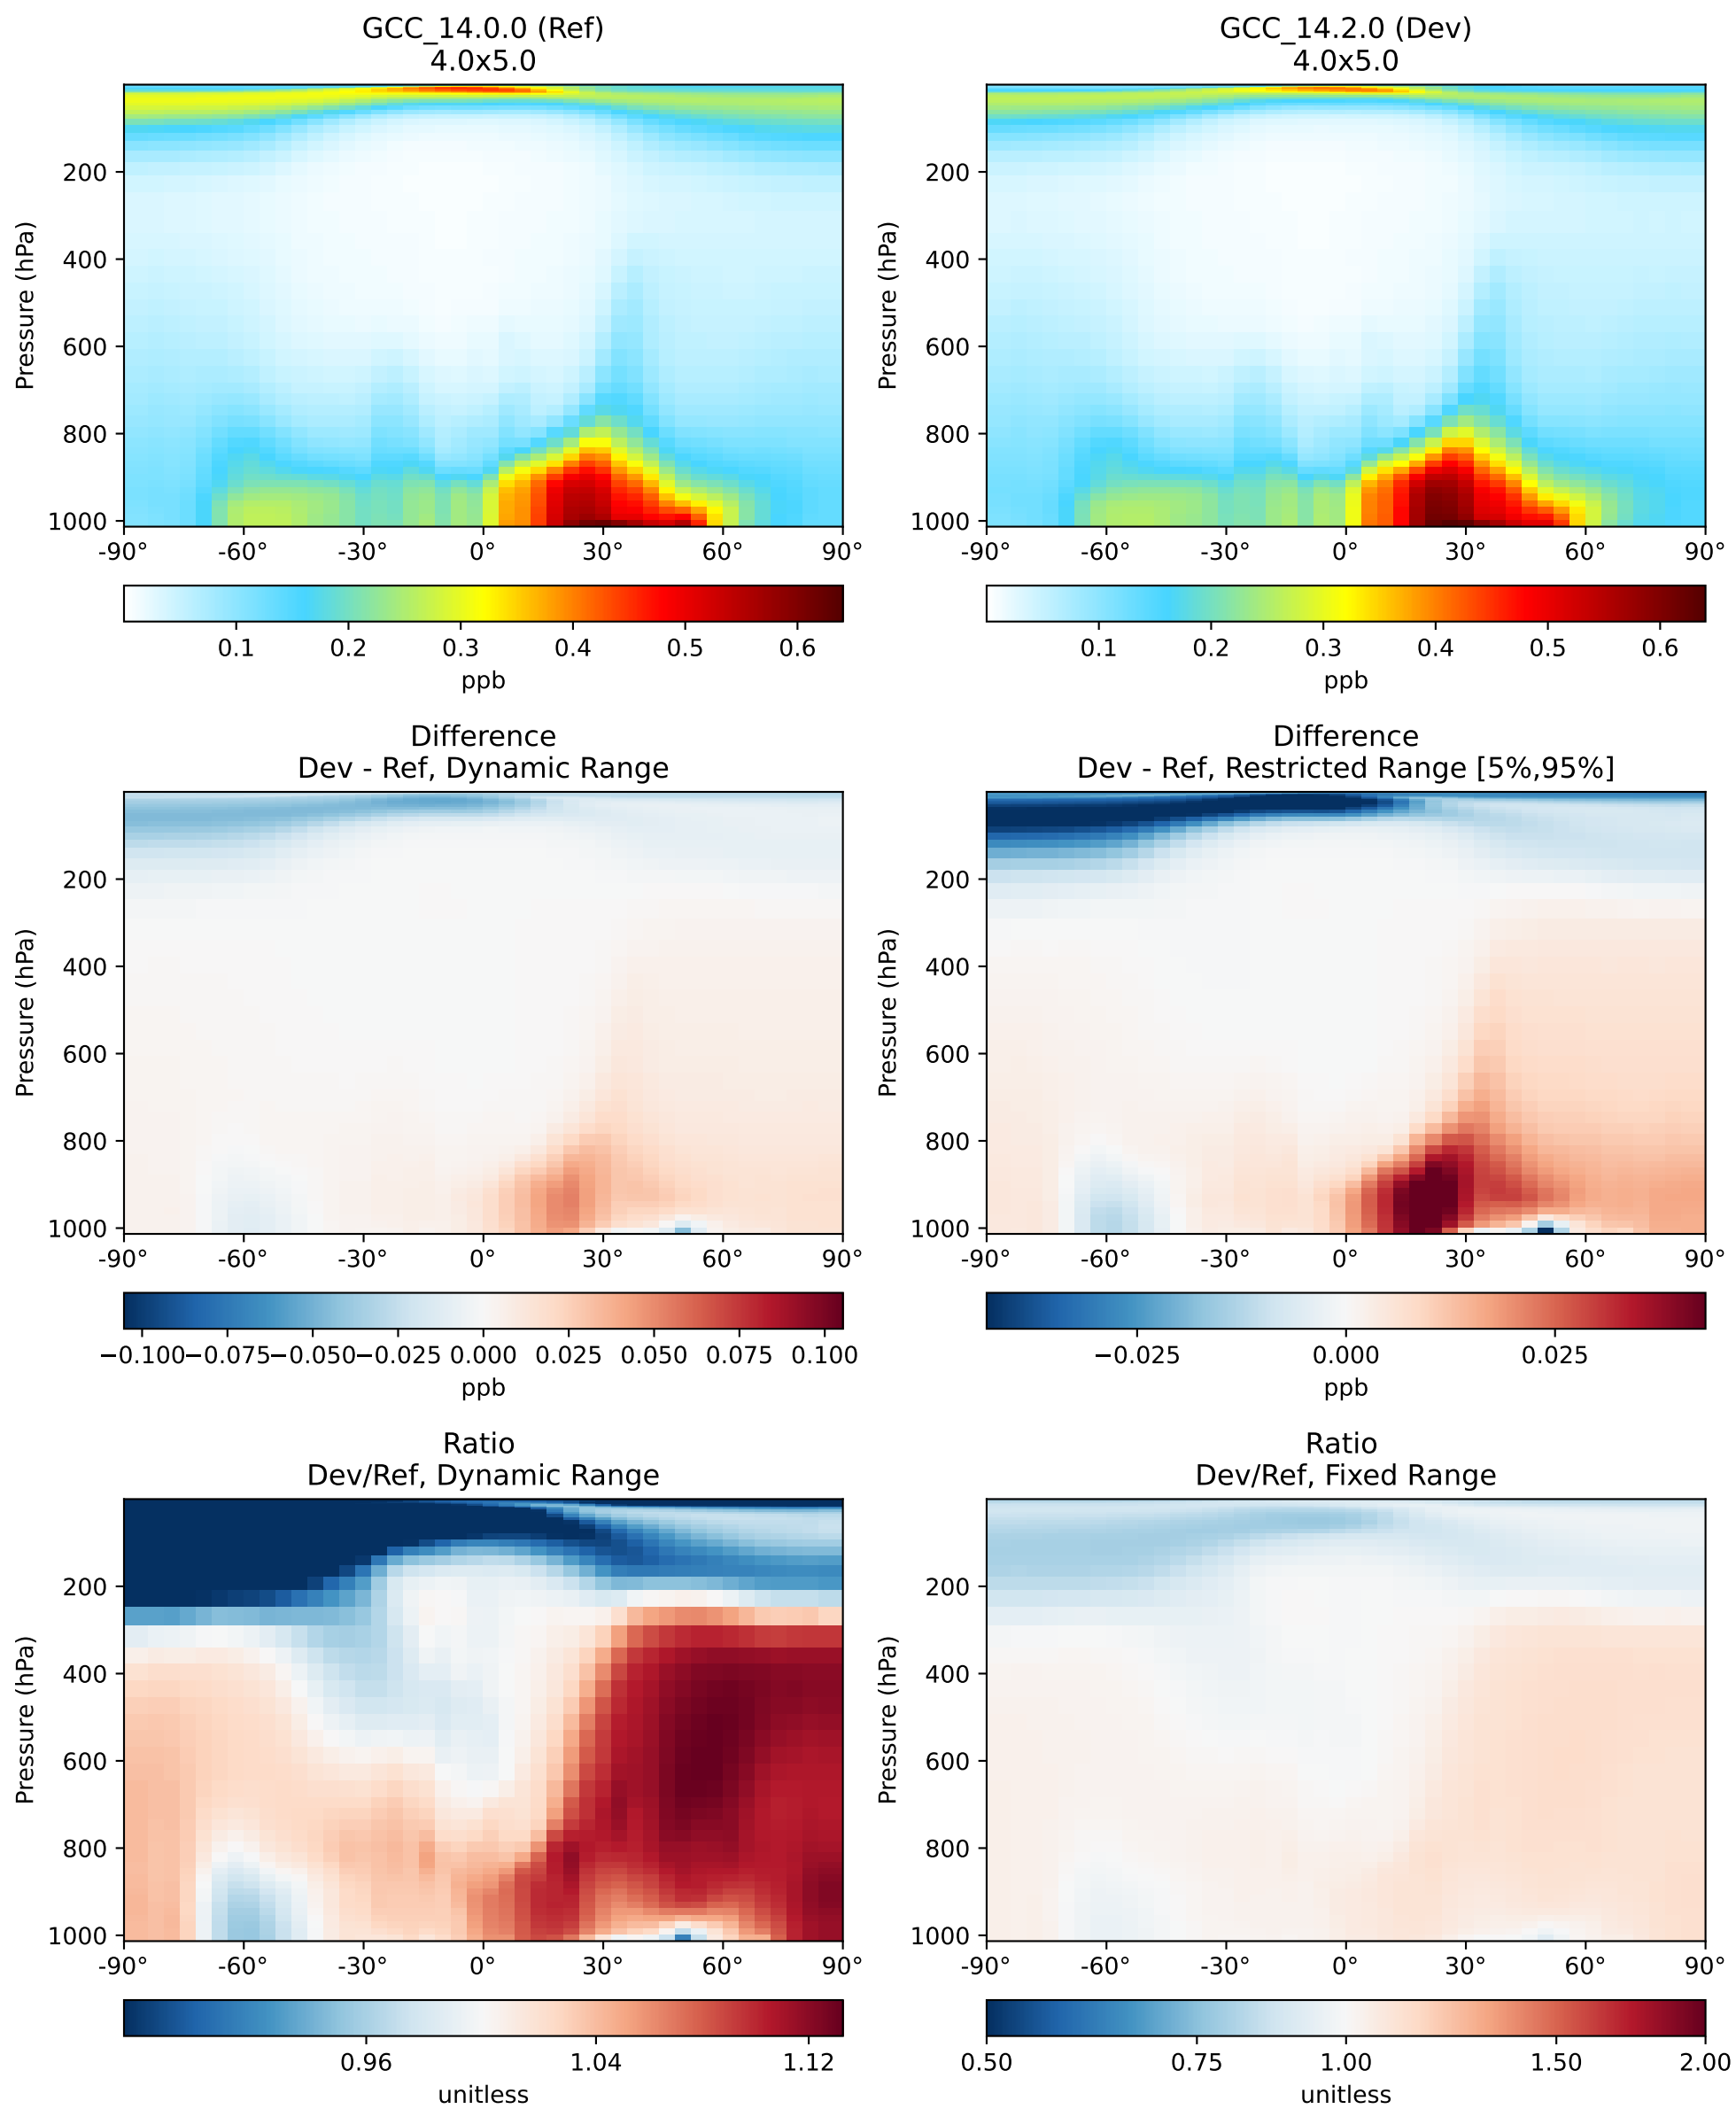 GCC_14.0.0 (Ref)
4.0x5.0
Pressure (hPa)
200
400
600
800
1000
-90° -60° -30° 0° 30° 60° 90°
0.1 0.2 0.3 0.4 0.5 0.6
ppb
GCC_14.2.0 (Dev)
4.0x5.0
Pressure (hPa)
200
400
600
800
1000
-90° -60° -30° 0° 30° 60° 90°
0.1 0.2 0.3 0.4 0.5 0.6
ppb
Difference
Dev - Ref, Dynamic Range
Pressure (hPa)
200
400
600
800
1000
-90° -60° -30° 0° 30° 60° 90°
−0.100 −0.075 −0.050 −0.025 0.000 0.025 0.050 0.075 0.100
ppb
Difference
Dev - Ref, Restricted Range [5%,95%]
Pressure (hPa)
200
400
600
800
1000
-90° -60° -30° 0° 30° 60° 90°
−0.025 0.000 0.025
ppb
Ratio
Dev/Ref, Dynamic Range
Pressure (hPa)
200
400
600
800
1000
-90° -60° -30° 0° 30° 60° 90°
0.96 1.04 1.12
unitless
Ratio
Dev/Ref, Fixed Range
Pressure (hPa)
200
400
600
800
1000
-90° -60° -30° 0° 30° 60° 90°
0.50 0.75 1.00 1.50 2.00
unitless